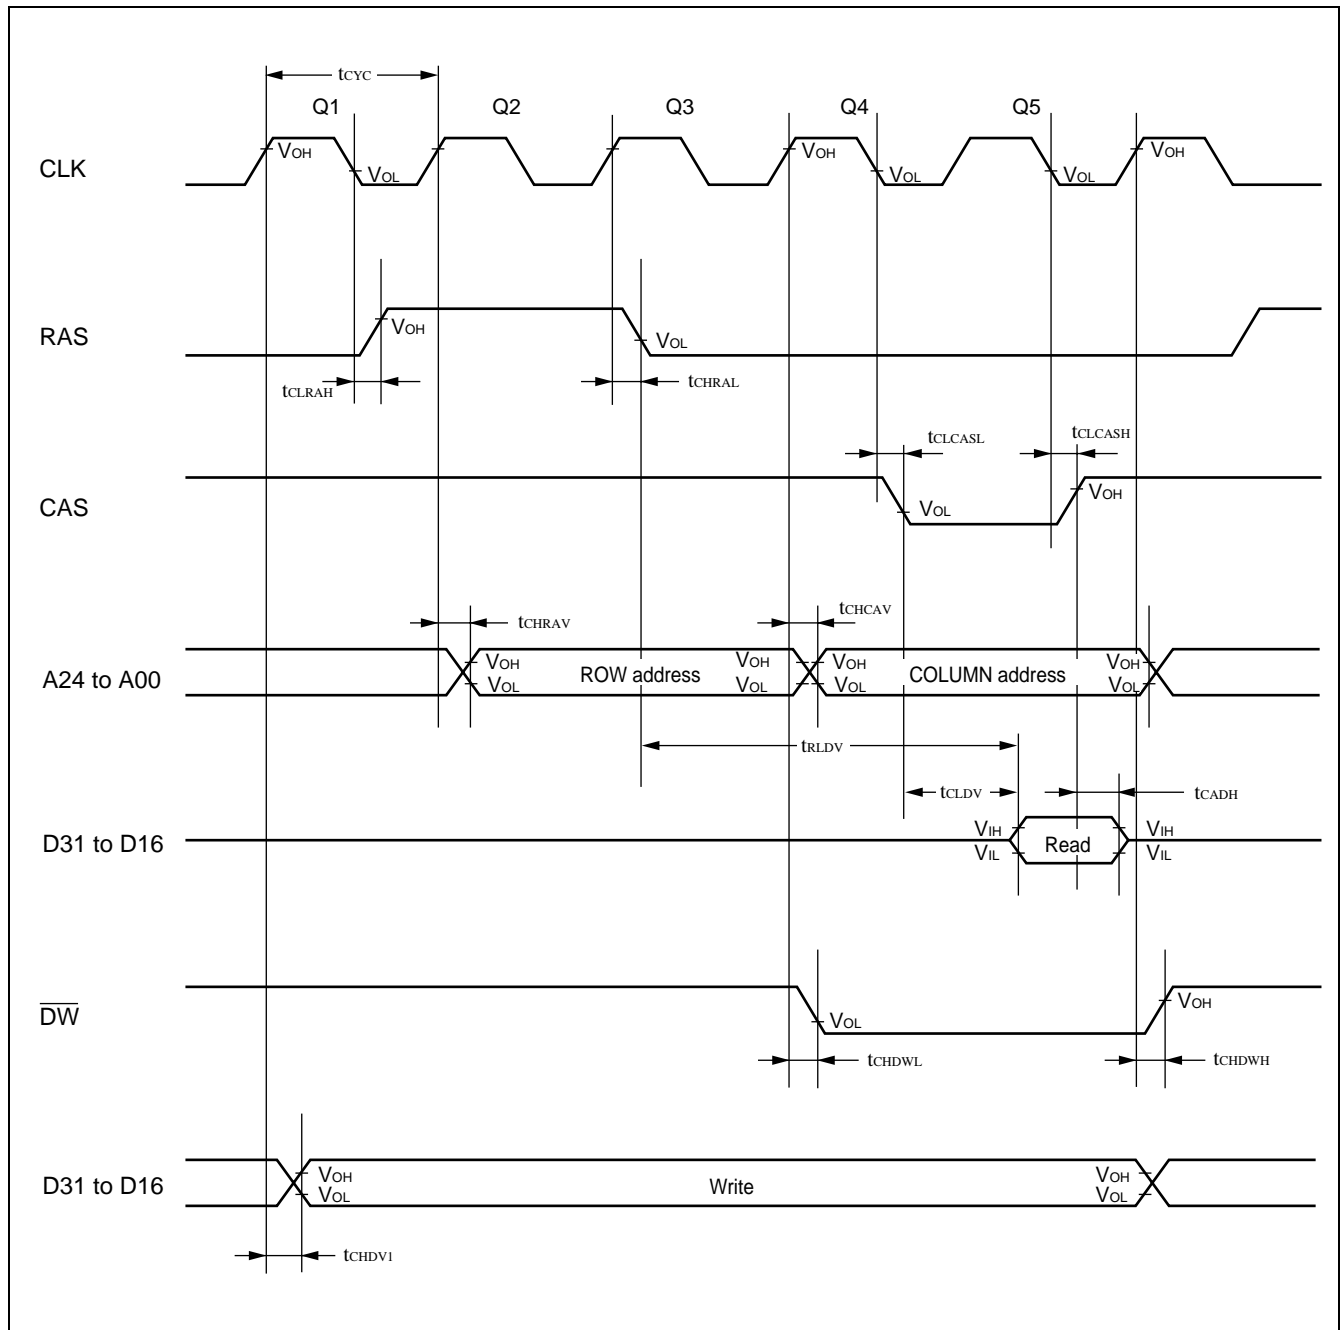 tCYC
Q1 Q2 Q3 Q4 Q5
CLK
VOH VOL VOH VOL VOL VOH
RAS
VOH VOL
tCLRAH tCHRAL
tCLCASL tCLCASH
CAS
VOL VOH
tCHRAV tCHCAV
A24 to A00
VOH VOL ROW address VOH VOL VOH VOL COLUMN address VOH VOL
tRLDV
tCLDV tCADH
D31 to D16
VIH VIL Read VIH VIL
DW
VOL VOH
tCHDWL tCHDWH
D31 to D16
VOH VOL Write VOH VOL
tCHDV1